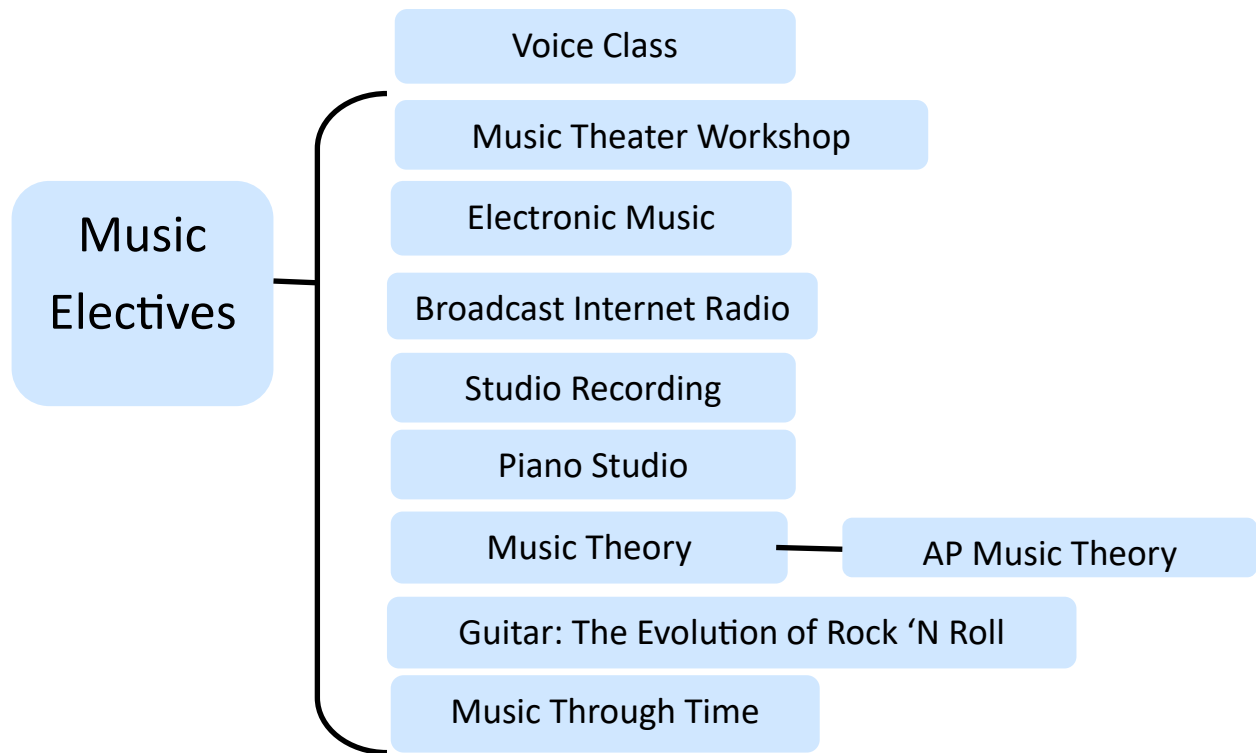 Voice Class
Music Theater Workshop
Electronic Music
Music
Electives
Broadcast Internet Radio
Studio Recording
Piano Studio
Music Theory
AP Music Theory
Guitar: The Evolution of Rock ‘N Roll
Music Through Time